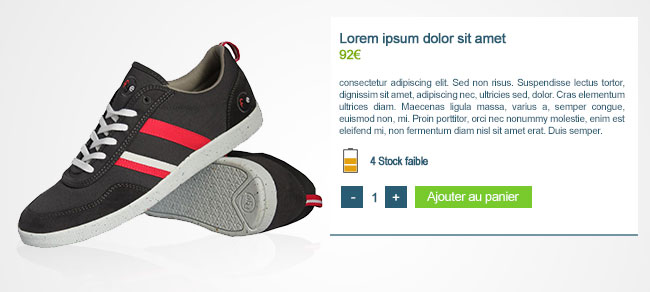 Lorem ipsum dolor sit amet
92€
consectetur adipiscing elit. Sed non risus. Suspendisse lectus tortor,
dignissim sit amet, adipiscing nec, ultricies sed, dolor. Cras elementum
ultrices diam. Maecenas ligula massa, varius a, semper congue,
euismod non, mi. Proin porttitor, orci nec nonummy molestie, enim est
eleifend mi, non fermentum diam nisl sit amet erat. Duis semper.
4 Stock faible
- 1 + Ajouter au panier